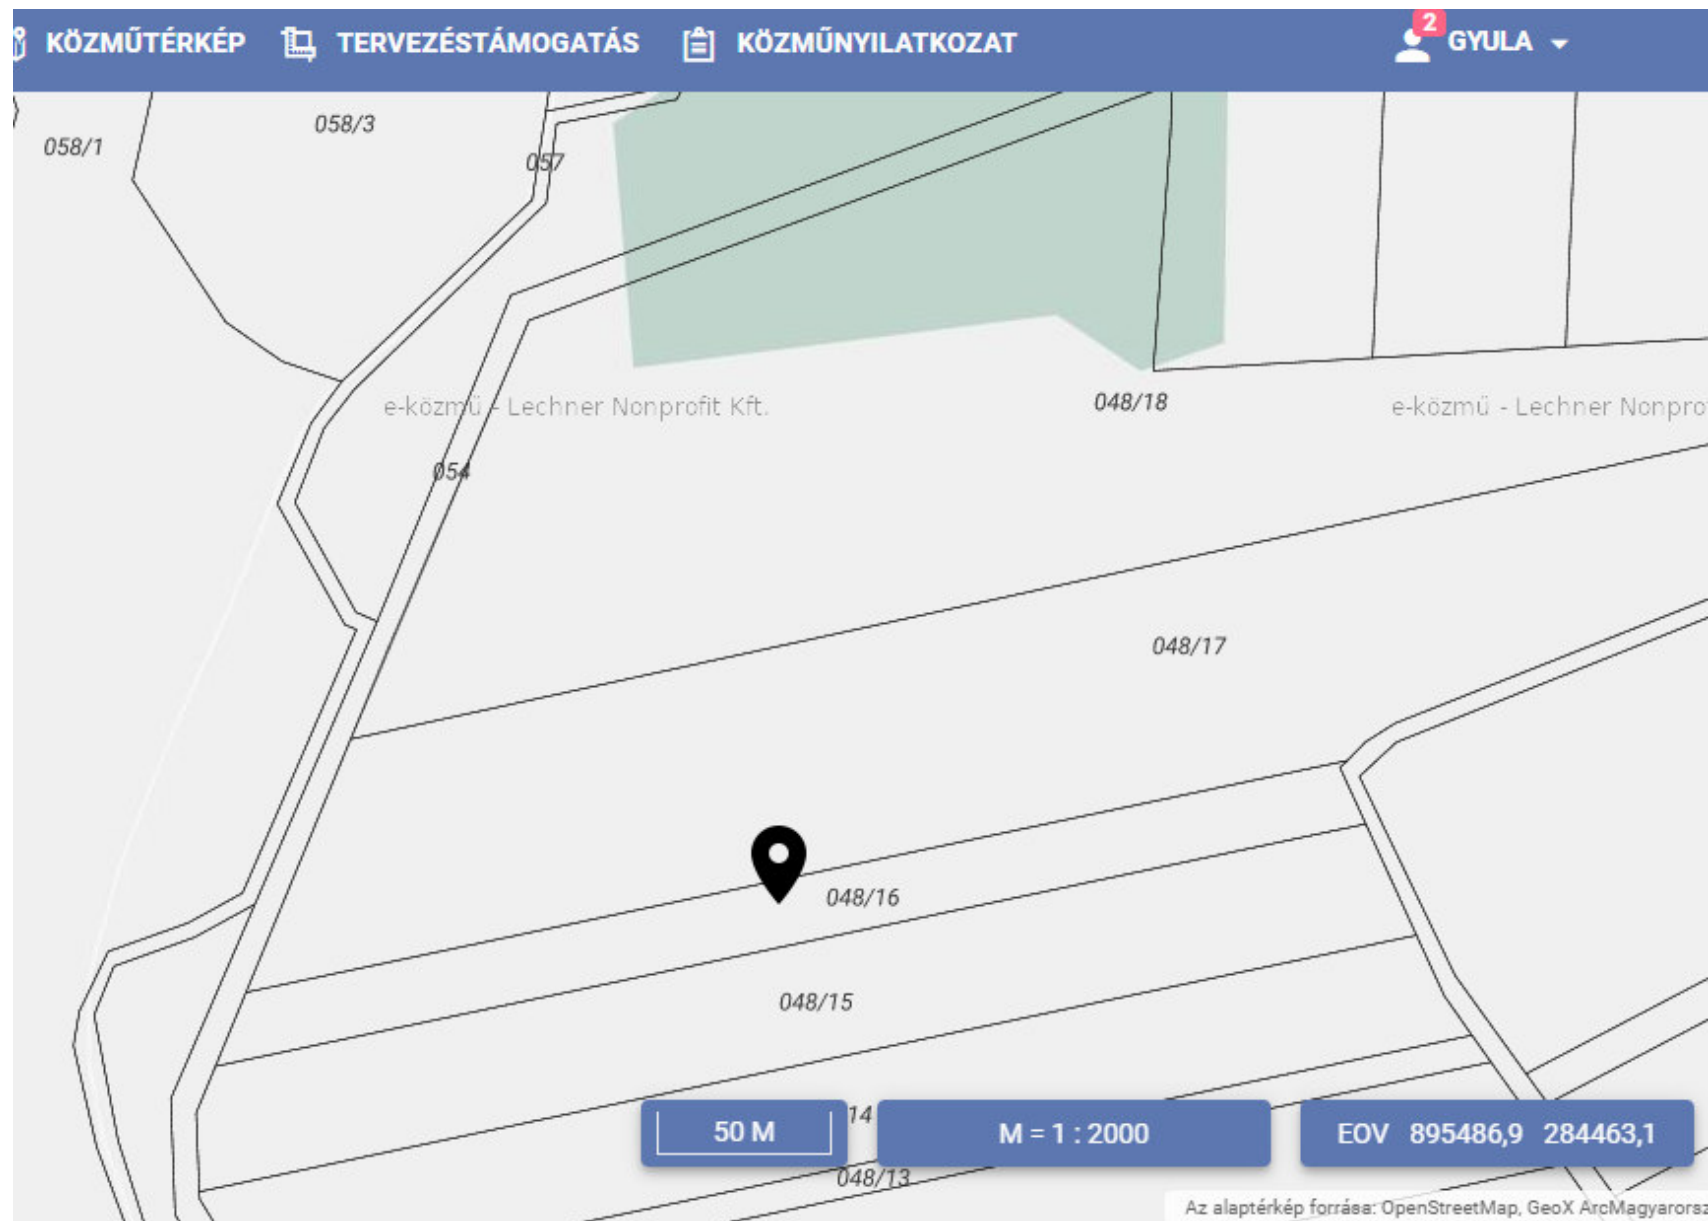 KÖZMŰTÉRKÉP TERVEZÉSTÁMOGATÁS KÖZMŰNYILATKOZAT 2 GYULA
058/1
058/3
057
e-közmű - Lechner Nonprofit Kft.
048/18
e-közmű - Lechner Nonpro
054
048/17
048/16
048/15
14
50 M
M = 1 : 2000
EOV 895486,9 284463,1
048/13
Az alaptérkép forrása: OpenStreetMap, GeoX ArcMagyarorsz